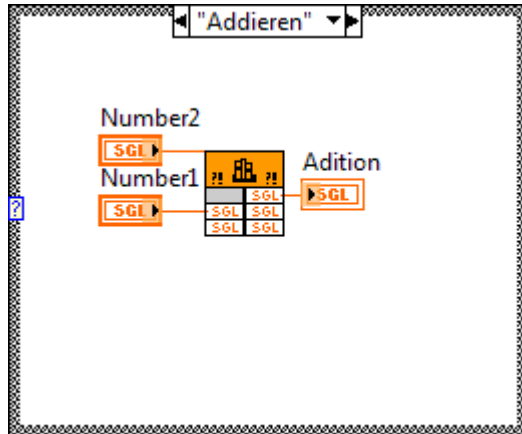 "Addieren"
Number2
SGL
Number1
Adition
?!
?!
SGL
SGL
SGL
SGL SGL
SGL SGL
?